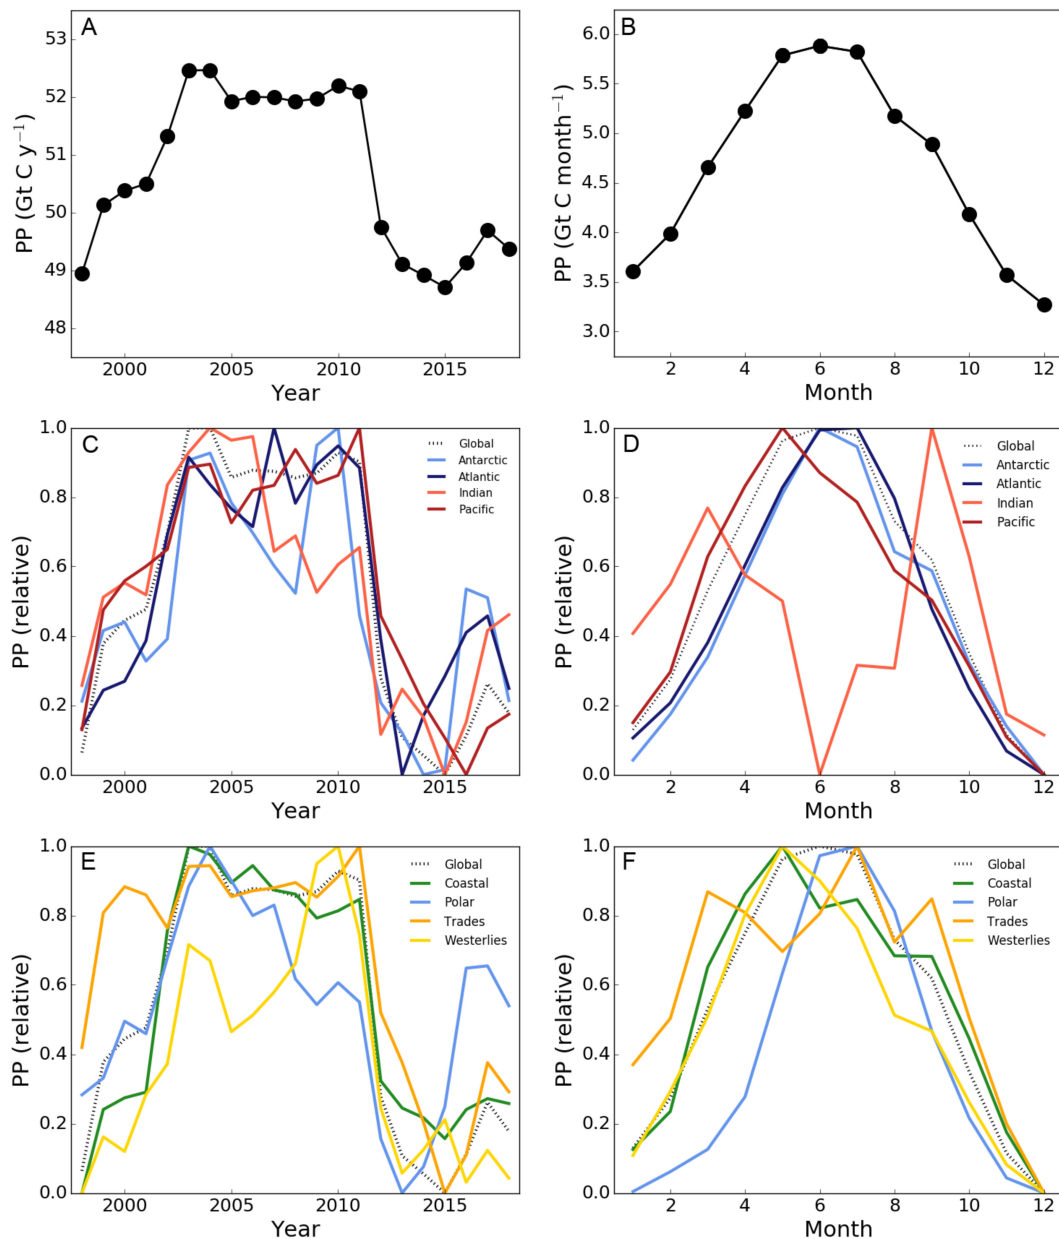 A
PP (Gt C y⁻¹)
53
52
51
50
49
48
2000
2005
2010
2015
Year
B
PP (Gt C month⁻¹)
6.0
5.5
5.0
4.5
4.0
3.5
3.0
2
4
6
8
10
12
Month
C
PP (relative)
1.0
0.8
0.6
0.4
0.2
0.0
Global
Antarctic
Atlantic
Indian
Pacific
2000
2005
2010
2015
Year
D
PP (relative)
1.0
0.8
0.6
0.4
0.2
0.0
Global
Antarctic
Atlantic
Indian
Pacific
2
4
6
8
10
12
Month
E
PP (relative)
1.0
0.8
0.6
0.4
0.2
0.0
Global
Coastal
Polar
Trades
Westerlies
2000
2005
2010
2015
Year
F
PP (relative)
1.0
0.8
0.6
0.4
0.2
0.0
Global
Coastal
Polar
Trades
Westerlies
2
4
6
8
10
12
Month